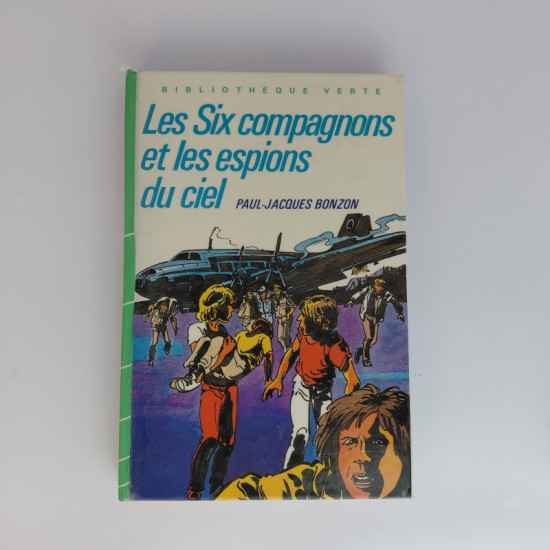 BIBLIOTHÈQUE VERTE
Les Six compagnons
et les espions
du ciel
PAUL-JACQUES BONZON